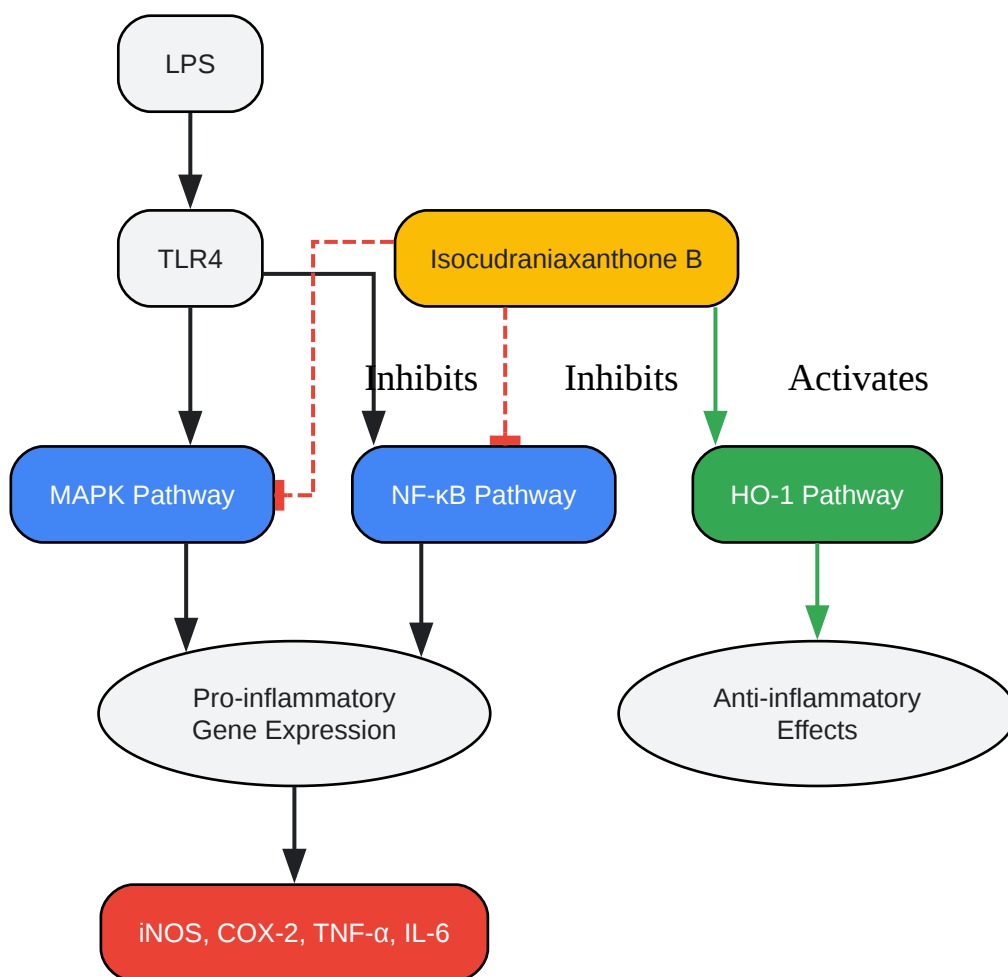 LPS
TLR4
Isocudraniaxanthone B
Inhibits
Inhibits
Activates
MAPK Pathway
NF-κB Pathway
HO-1 Pathway
Pro-inflammatory
Gene Expression
Anti-inflammatory
Effects
iNOS, COX-2, TNF-α, IL-6